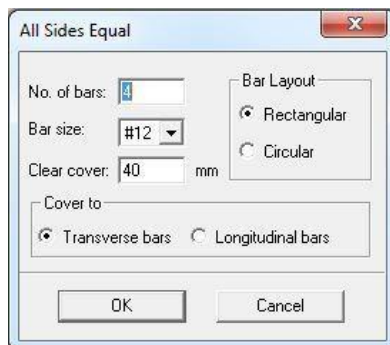 All Sides Equal
No. of bars: 4
Bar size: #12
Clear cover: 40 mm
Bar Layout
Rectangular
Circular
Cover to
Transverse bars Longitudinal bars
OK Cancel